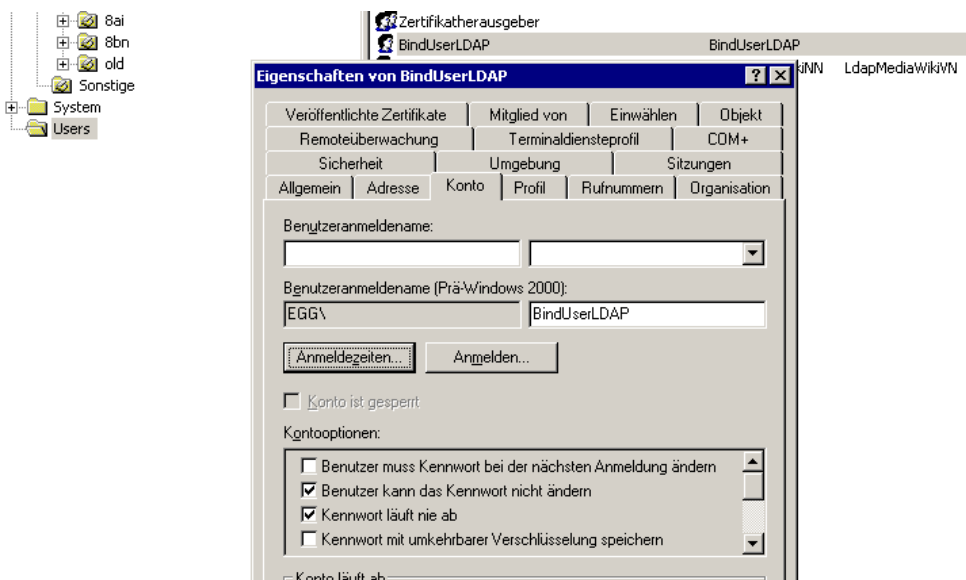 8ai
8bn
old
Sonstige
System
Users
Zertifikatherausgeber
BindUserLDAP BindUserLDAP
kiNN LdapMediaWikiVN
Eigenschaften von BindUserLDAP
Veröffentlichte Zertifikate Mitglied von Einwählen Objekt
Remoteüberwachung Terminaldiensteprofil COM+
Sicherheit Umgebung Sitzungen
Allgemein Adresse Konto Profil Rufnummern Organisation
Benutzeranmeldename:
Benutzeranmeldename (Prä-Windows 2000):
EGG\ BindUserLDAP
Anmeldezeiten... Anmelden...
Konto ist gesperrt
Kontooptionen:
Benutzer muss Kennwort bei der nächsten Anmeldung ändern
Benutzer kann das Kennwort nicht ändern
Kennwort läuft nie ab
Kennwort mit umkehrbarer Verschlüsselung speichern
Konto läuft ab